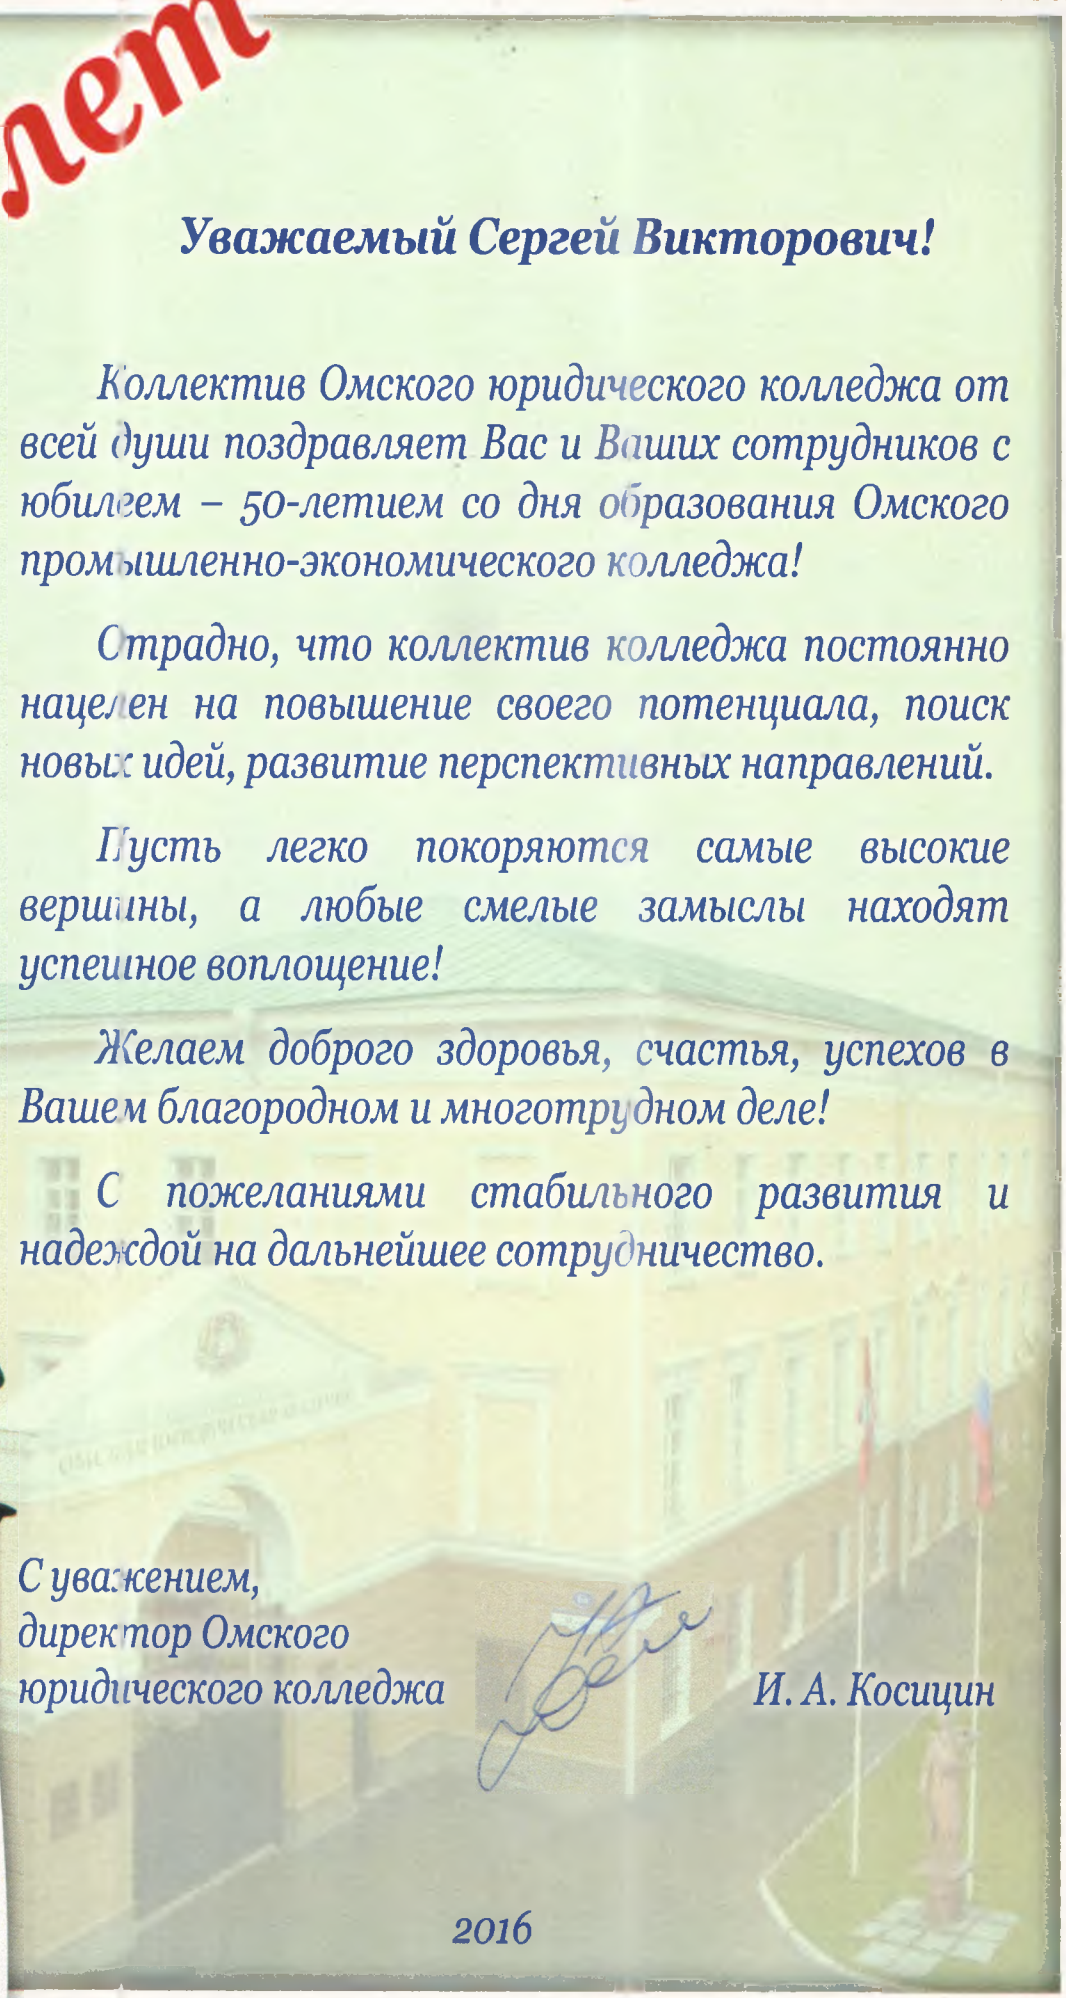 лет
Уважаемый Сергей Викторович!
Коллектив Омского юридического колледжа от
всей души поздравляет Вас и Ваших сотрудников с
юбилеем – 50-летием со дня образования Омского
промышленно-экономического колледжа!
Отрадно, что коллектив колледжа постоянно
нацелен на повышение своего потенциала, поиск
новых идей, развитие перспективных направлений.
Пусть легко покоряются самые высокие
вершины, а любые смелые замыслы находят
успешное воплощение!
Желаем доброго здоровья, счастья, успехов в
Вашем благородном и многотрудном деле!
С пожеланиями стабильного развития и
надеждой на дальнейшее сотрудничество.
С уважением,
директор Омского
юридического колледжа И. А. Косицин
2016